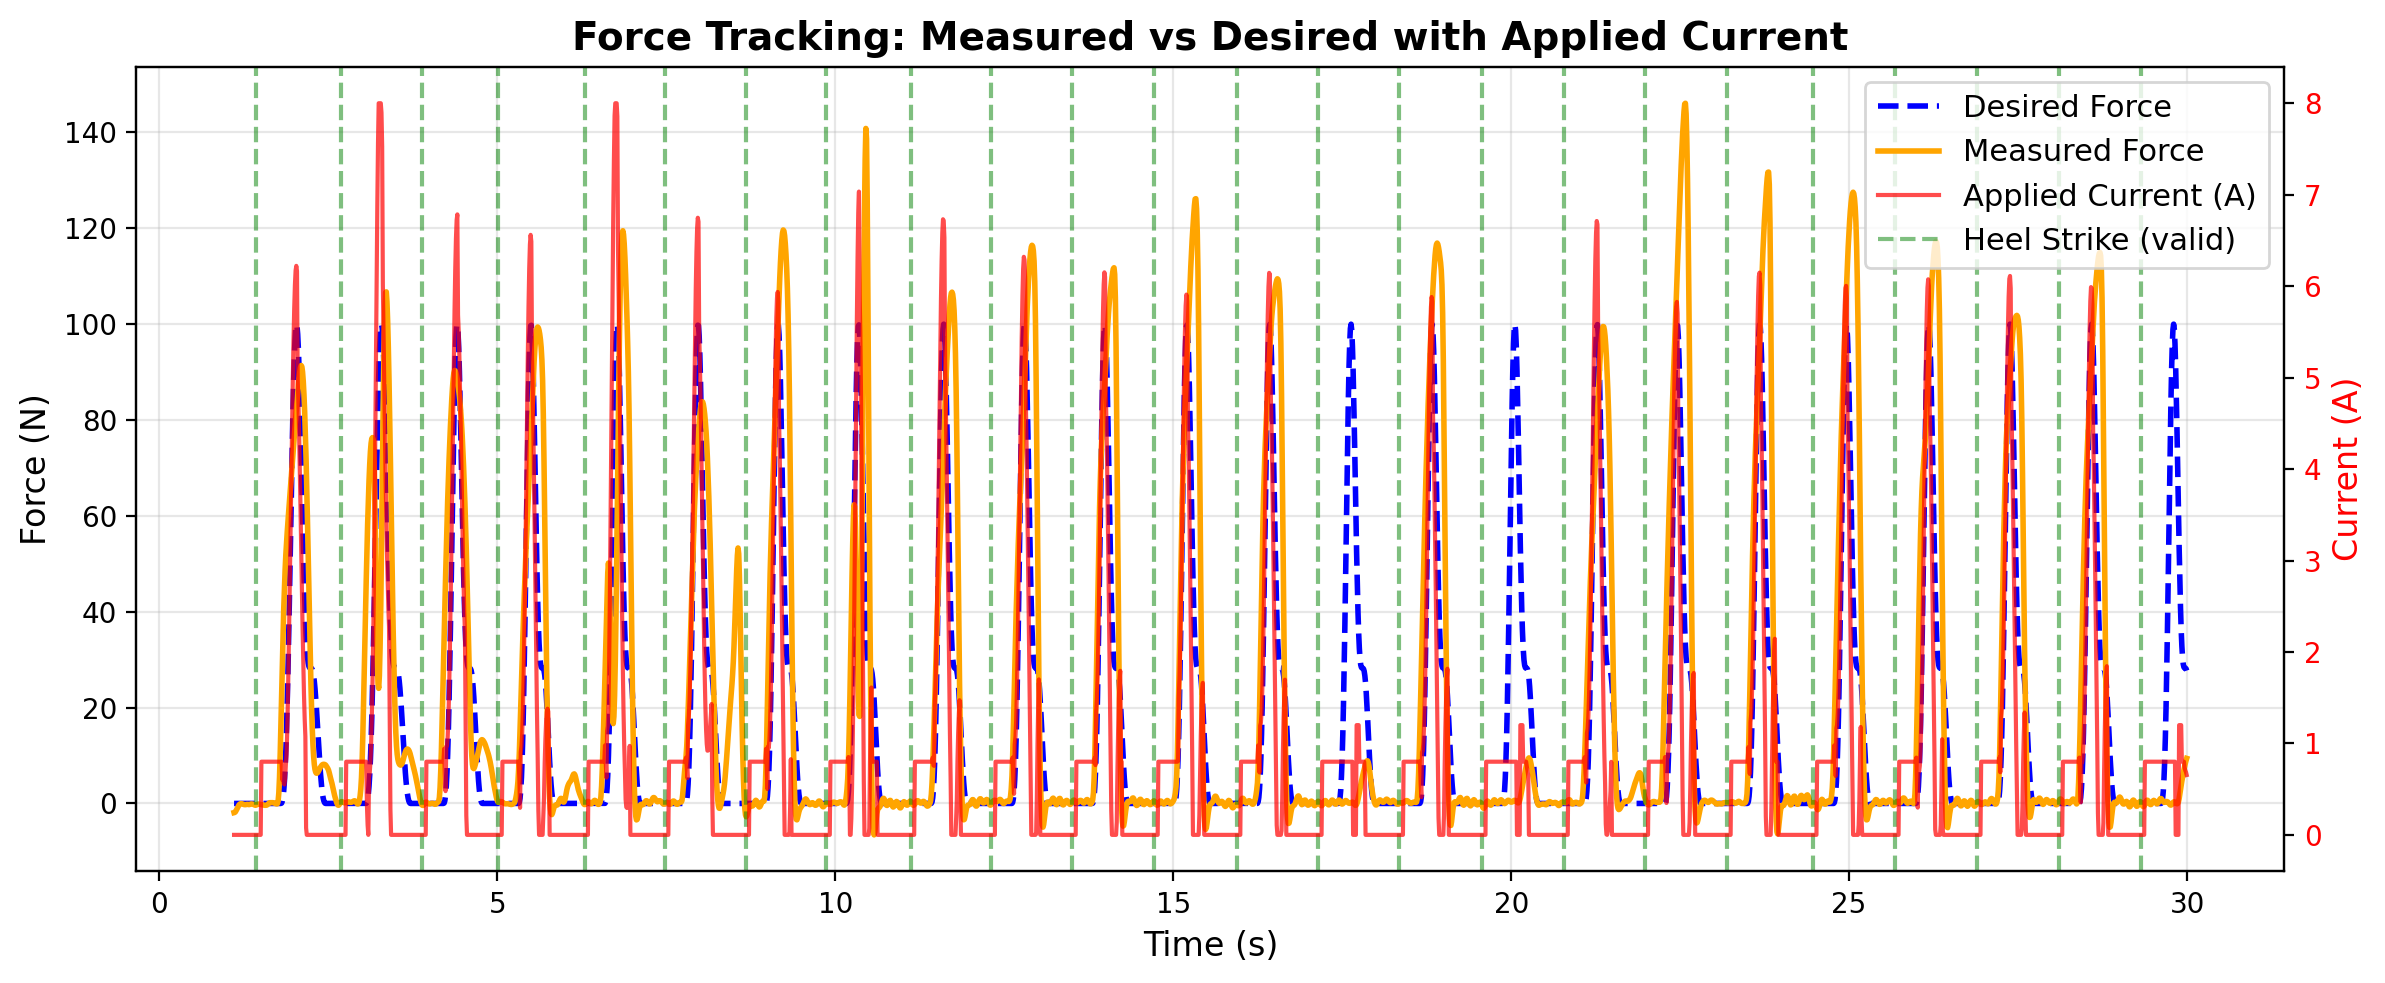 Force Tracking: Measured vs Desired with Applied Current
Force (N)
140
120
100
80
60
40
20
0
Desired Force
Measured Force
Applied Current (A)
Heel Strike (valid)
8
7
6
5
4
3
2
1
0
Current (A)
0 5 10 15 20 25 30
Time (s)